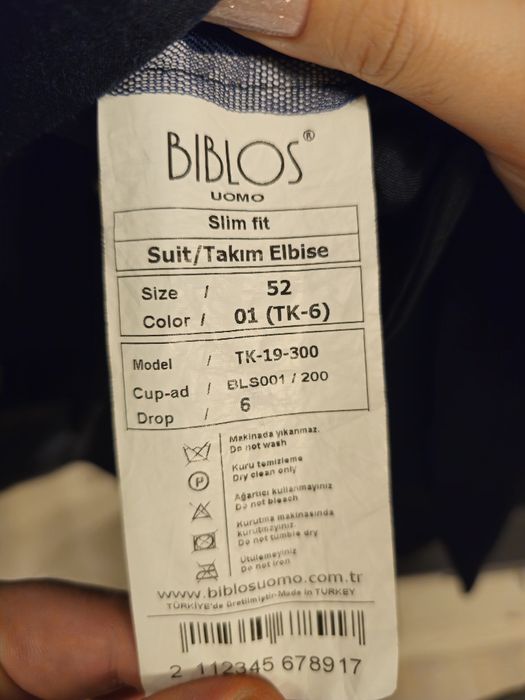 BIBLOS®
UOMO
Slim fit
Suit/Takım Elbise
Size / 52
Color / 01 (TK-6)
Model / TK-19-300
Cup-ad / BLS001 / 200
Drop / 6
Makinada yıkanmaz.
Do not wash
P
Kuru temizleme
Dry clean only
Ağartıcı kullanmayınız
Do not bleach
Kurutma makinasında
kurutmayınız
Do not tumble dry
Ütülemeyiniz
Do not iron
www.biblosuomo.com.tr
TÜRKİYE'de üretilmiştir-Made in TURKEY
2 112345 678917